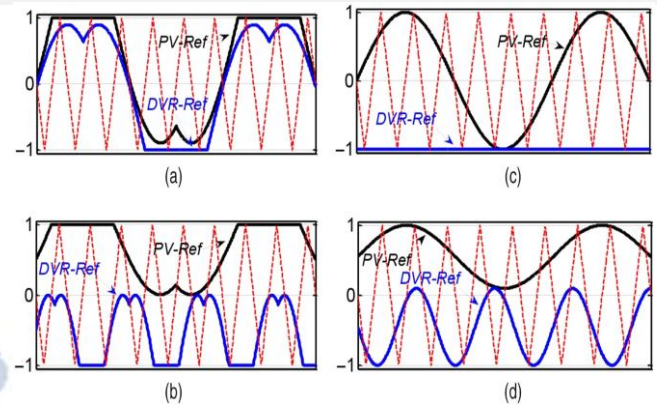 1
PV-Ref
0
DVR-Ref
−1
(a)
1
PV-Ref
0
DVR-Ref
−1
(c)
1
PV-Ref
DVR-Ref
0
−1
(b)
1
PV-Ref
DVR-Ref
0
−1
(d)